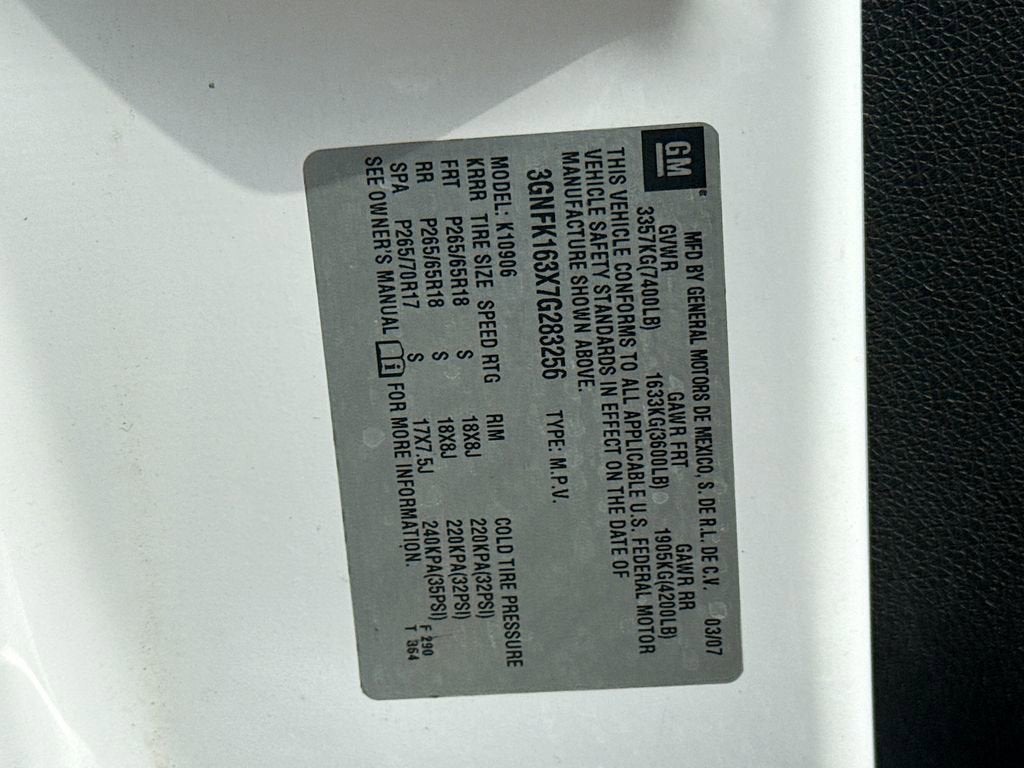 GM ®
MFD BY GENERAL MOTORS DE MEXICO, S. DE R.L. DE C.V. 03/07
GVWR GAWR FRT GAWR RR
3357KG(7400LB) 1633KG(3600LB) 1905KG(4200LB)
THIS VEHICLE CONFORMS TO ALL APPLICABLE U.S. FEDERAL MOTOR
VEHICLE SAFETY STANDARDS IN EFFECT ON THE DATE OF
MANUFACTURE SHOWN ABOVE.
3GNFK163X7G283256 TYPE: M.P.V.
MODEL: K10906
KRRR TIRE SIZE SPEED RTG RIM COLD TIRE PRESSURE
FRT P265/65R18 S 18X8J 220KPA(32PSI)
RR P265/65R18 S 18X8J 220KPA(32PSI)
SPA P265/70R17 S 17X7.5J 240KPA(35PSI)
SEE OWNER'S MANUAL i FOR MORE INFORMATION.
F 290
T 364